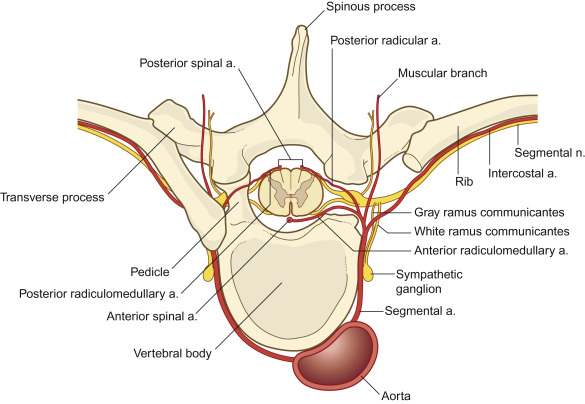 Spinous process
Posterior radicular a.
Posterior spinal a.
Muscular branch
Segmental n.
Intercostal a.
Rib
Transverse process
Gray ramus communicantes
White ramus communicantes
Anterior radiculomedullary a.
Pedicle
Sympathetic
ganglion
Posterior radiculomedullary a.
Anterior spinal a.
Segmental a.
Vertebral body
Aorta